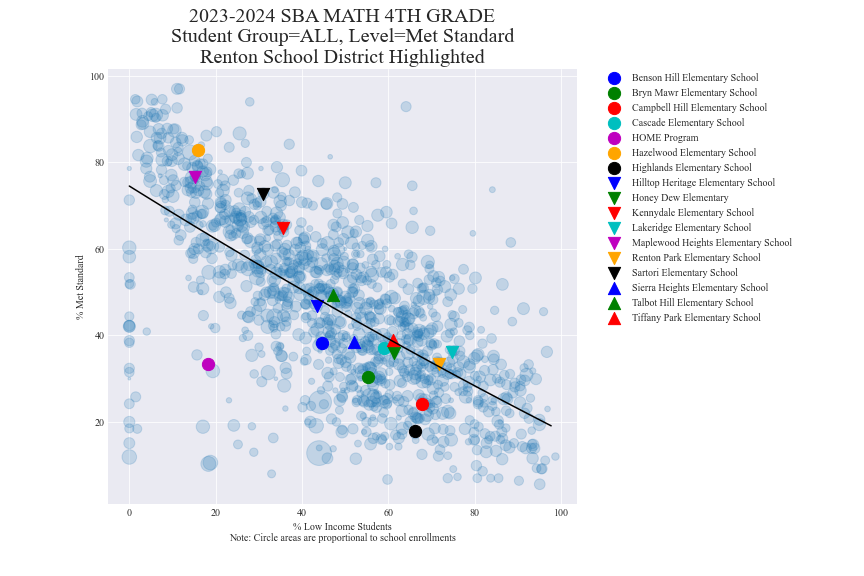 2023-2024 SBA MATH 4TH GRADE
Student Group=ALL, Level=Met Standard
Renton School District Highlighted
100
80
60
40
20
% Met Standard
0
20
40
60
80
100
% Low Income Students
Note: Circle areas are proportional to school enrollments
Benson Hill Elementary School
Bryn Mawr Elementary School
Campbell Hill Elementary School
Cascade Elementary School
HOME Program
Hazelwood Elementary School
Highlands Elementary School
Hilltop Heritage Elementary School
Honey Dew Elementary
Kennydale Elementary School
Lakeridge Elementary School
Maplewood Heights Elementary School
Renton Park Elementary School
Sartori Elementary School
Sierra Heights Elementary School
Talbot Hill Elementary School
Tiffany Park Elementary School